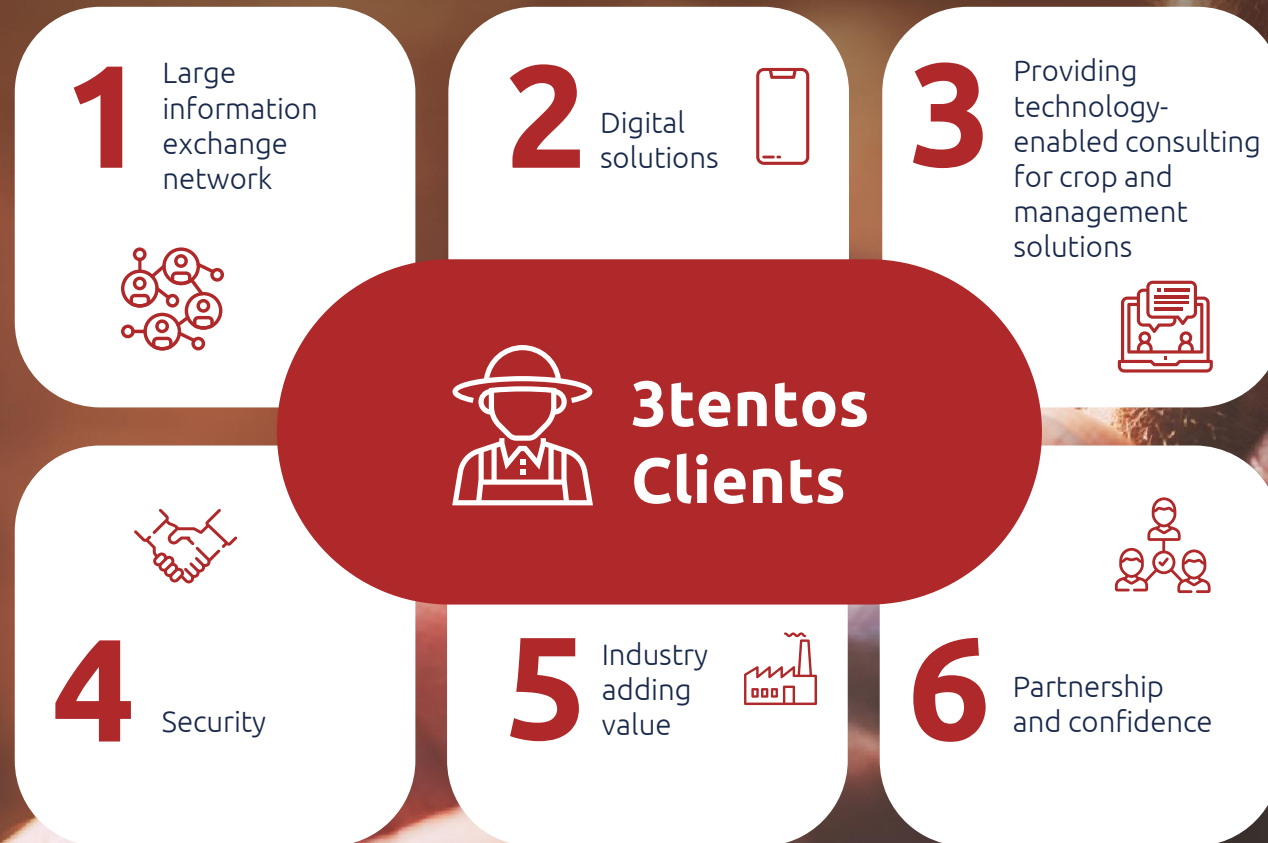 1
Large
information
exchange
network
2
Digital
solutions
3
Providing
technology-
enabled consulting
for crop and
management
solutions
3tentos
Clients
4
Security
5
Industry
adding
value
6
Partnership
and confidence